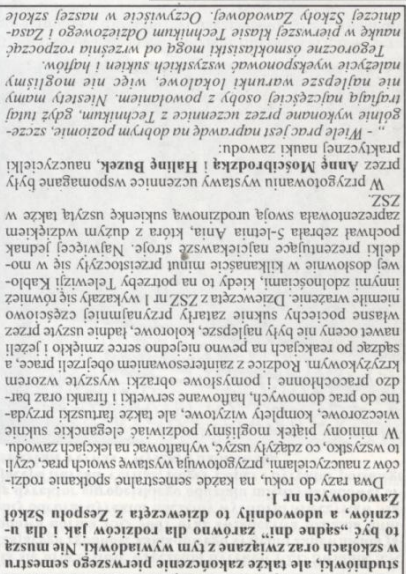 studniówki, ale także zakończenie pierwszego semestru
w szkołach oraz związane z tym wywiadówki. Nie muszą
to być „sądne dni” zarówno dla rodziców jak i dla u-
czniów, a udowodniły to dziewczęta z Zespołu Szkół
Zawodowych nr 1.
Dwa razy do roku, na każde semestralne spotkanie rodzi-
ców z nauczycielami, przygotowują wystawę swoich prac, czyli
to wszystko, co zdążyły uszyć, wyhaftować na lekcjach zawodu.
W miniony piątek mogliśmy podziwiać eleganckie suknie
wieczorowe, komplety wizytowe, ale także fartuszki przyda-
tne do prac domowych, haftowane serwetki i firanki oraz bar-
dzo pracochłonne i pomysłowe obrazki wyszyte wzorem
krzyżykowym. Rodzice z zainteresowaniem obejrzeli prace, a
sądząc po reakcjach na pewno niejedno serce zmiękło i jeżeli
nawet oceny nie były najlepsze, kolorowe, ładnie uszyte przez
własne pociechy suknie zatarły przynajmniej częściowo
niemiłe wrażenie. Dziewczęta z ZSZ nr 1 wykazały się również
innymi zdolnościami, kiedy to na potrzeby Telewizji Kablo-
wej dosłownie w kilkanaście minut przeistoczyły się w mo-
delki prezentujące najciekawsze stroje. Najwięcej jednak
pochwał zebrała 5-letnia Ania, która z dużym wdziękiem
zaprezentowała swoją urodzinową sukienkę uszytą także w
ZSZ.
W przygotowaniu wystawy uczennice wspomagane były
przez Annę Mościbrodzką i Halinę Buzek, nauczycielki
praktycznej nauki zawodu:
„ - Wiele prac jest naprawdę na dobrym poziomie, szcze-
gólnie wykonane przez uczennice z Technikum, gdyż tutaj
trafiają najczęściej osoby z powołaniem. Niestety mamy
nie najlepsze warunki lokalowe, więc nie mogliśmy
należycie wyeksponować wszystkich sukien i haftów.
Tegoroczne ósmoklasistki mogą od września rozpocząć
naukę w pierwszej klasie Technikum Odzieżowego i Zasa-
dniczej Szkoły Zawodowej. Oczywiście w naszej szkole